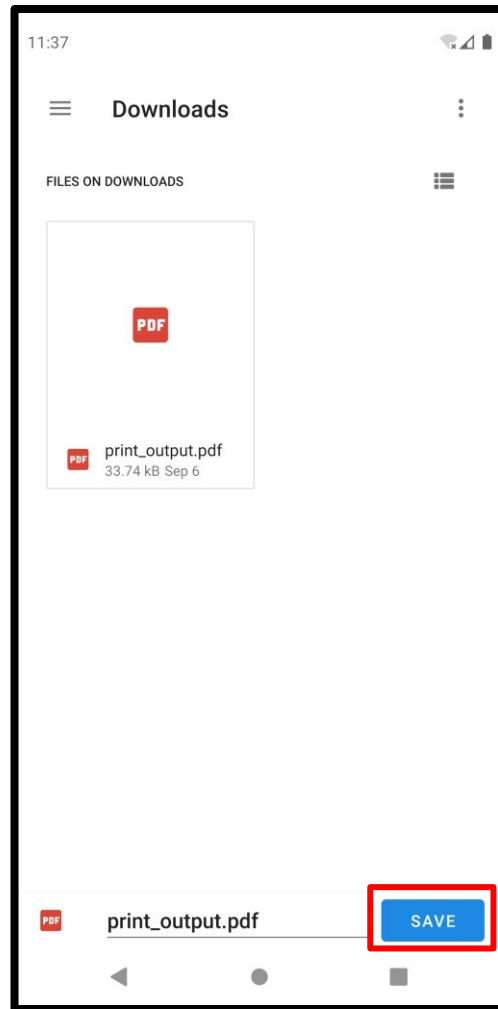 11:37
Downloads
FILES ON DOWNLOADS
PDF
PDF
print_output.pdf
33.74 kB Sep 6
PDF
print_output.pdf
SAVE